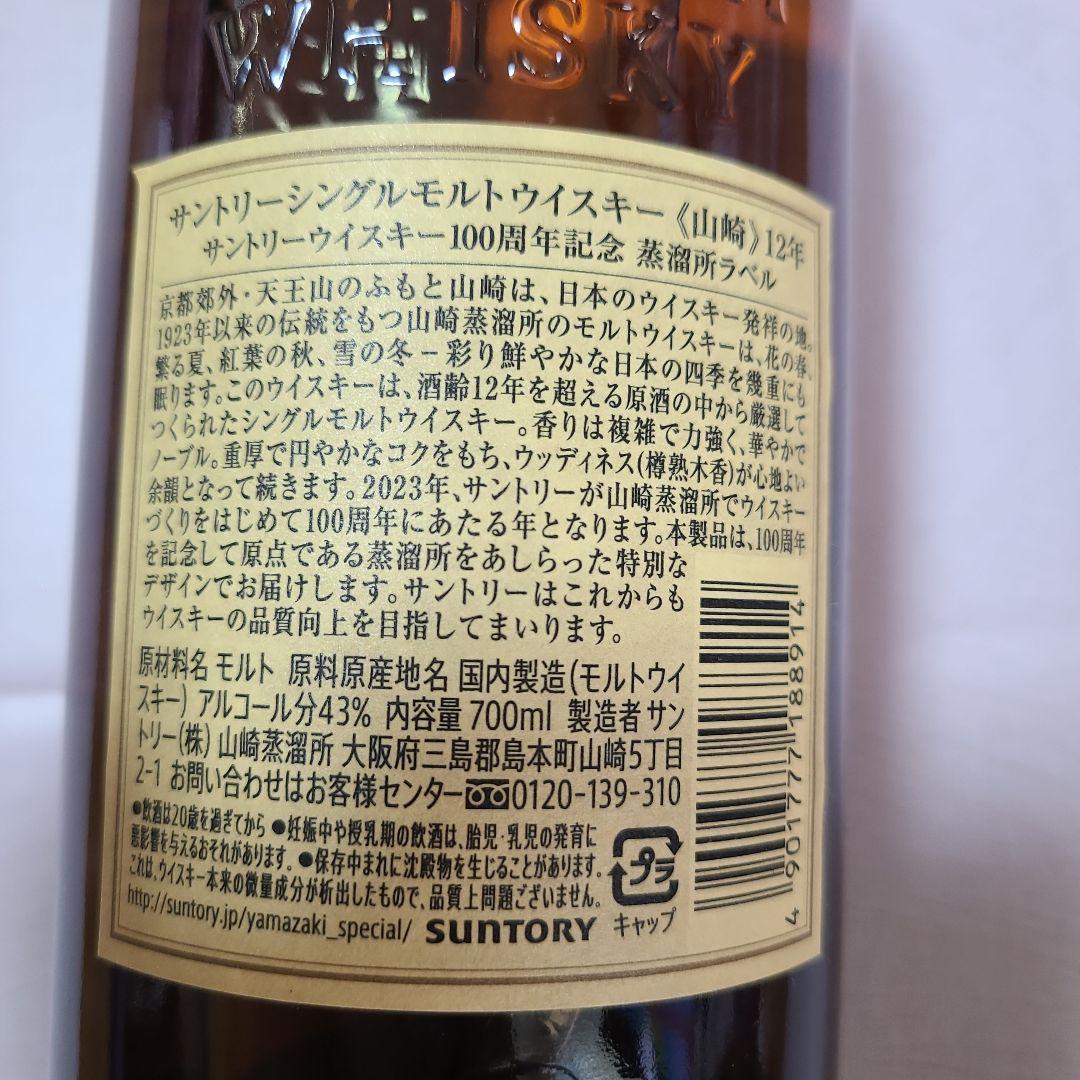 WHISKY
サントリーシングルモルトウイスキー《山崎》12年
サントリーウイスキー100周年記念 蒸溜所ラベル
京都郊外・天王山のふもと山崎は、日本のウイスキー発祥の地。
1923年以来の伝統をもつ山崎蒸溜所のモルトウイスキーは、花の春、
繁る夏、紅葉の秋、雪の冬－彩り鮮やかな日本の四季を幾重にも
眠ります。このウイスキーは、酒齢12年を超える原酒の中から厳選して
つくられたシングルモルトウイスキー。香りは複雑で力強く、華やかで
ノーブル。重厚で円やかなコクをもち、ウッディネス(樽熟木香)が心地よい
余韻となって続きます。2023年、サントリーが山崎蒸溜所でウイスキー
づくりをはじめて100周年にあたる年となります。本製品は、100周年
を記念して原点である蒸溜所をあしらった特別な
デザインでお届けします。サントリーはこれからも
ウイスキーの品質向上を目指してまいります。
原材料名 モルト 原料原産地名 国内製造(モルトウイ
スキー) アルコール分43% 内容量 700ml 製造者 サン
トリー(株) 山崎蒸溜所 大阪府三島郡島本町山崎5丁目
2-1 お問い合わせはお客様センター 0120-139-310
●飲酒は20歳を過ぎてから ●妊娠中や授乳期の飲酒は、胎児・乳児の発育に
悪影響を与えるおそれがあります。 ●保存中まれに沈殿物を生じることがあります。
これは、ウイスキー本来の微量成分が析出したもので、品質上問題ございません。
http://suntory.jp/yamazaki_special/ SUNTORY
プラ
キャップ
4 901777 188914